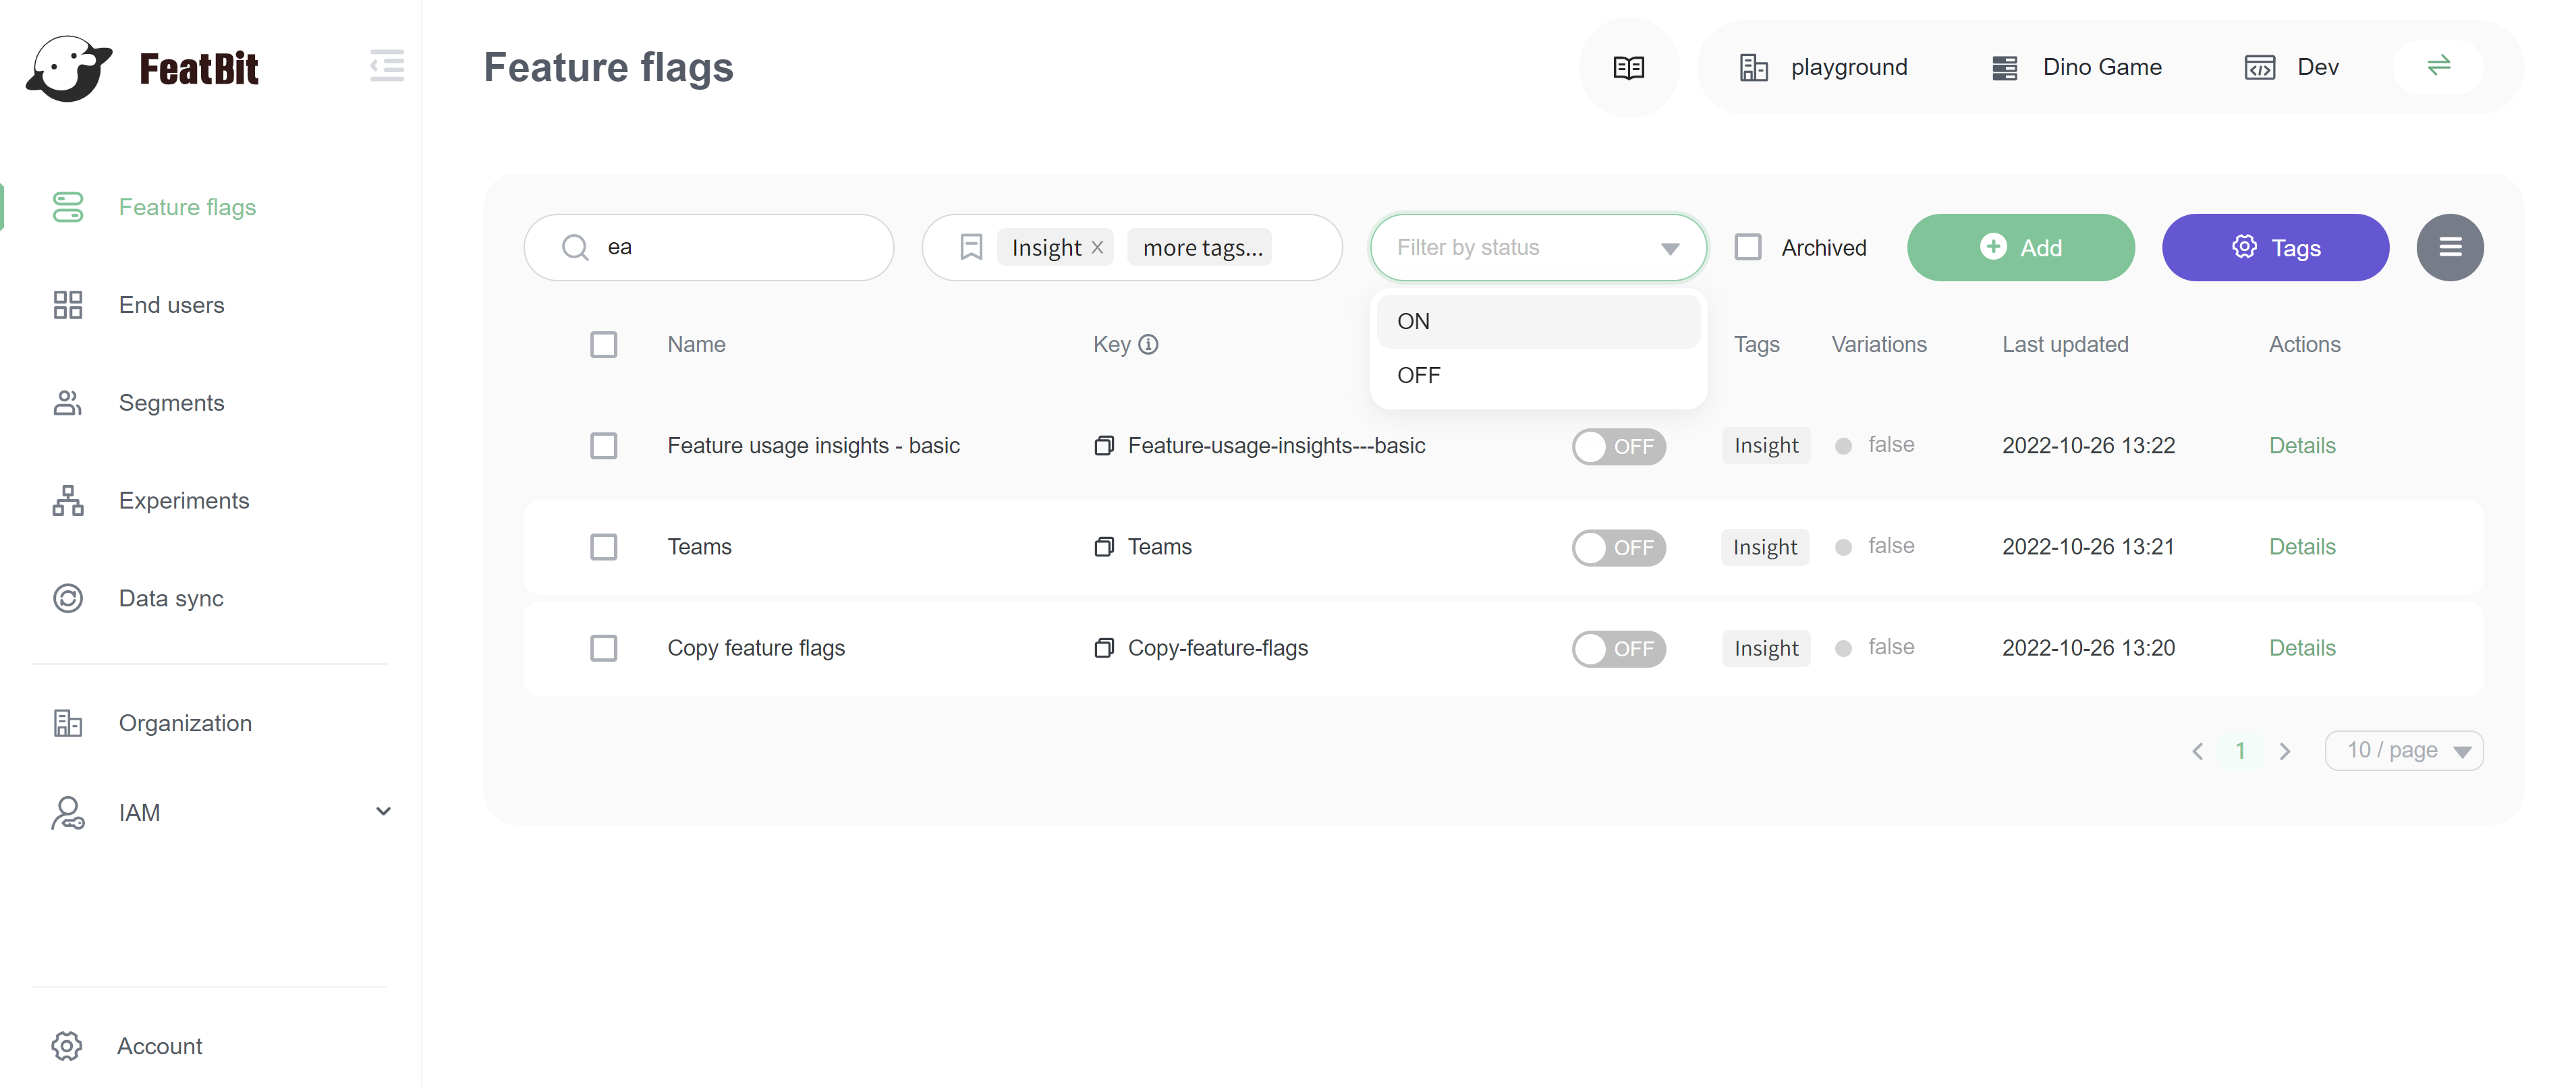 FeatBit
Feature flags
playground
Dino Game
Dev
Feature flags
End users
Segments
Experiments
Data sync
Organization
IAM
Account
ea
Insight
more tags...
Filter by status
Archived
Add
Tags
ON
OFF
Name Key Tags Variations Last updated Actions
Feature usage insights - basic Feature-usage-insights---basic OFF Insight false 2022-10-26 13:22 Details
Teams Teams OFF Insight false 2022-10-26 13:21 Details
Copy feature flags Copy-feature-flags OFF Insight false 2022-10-26 13:20 Details
1
10 / page